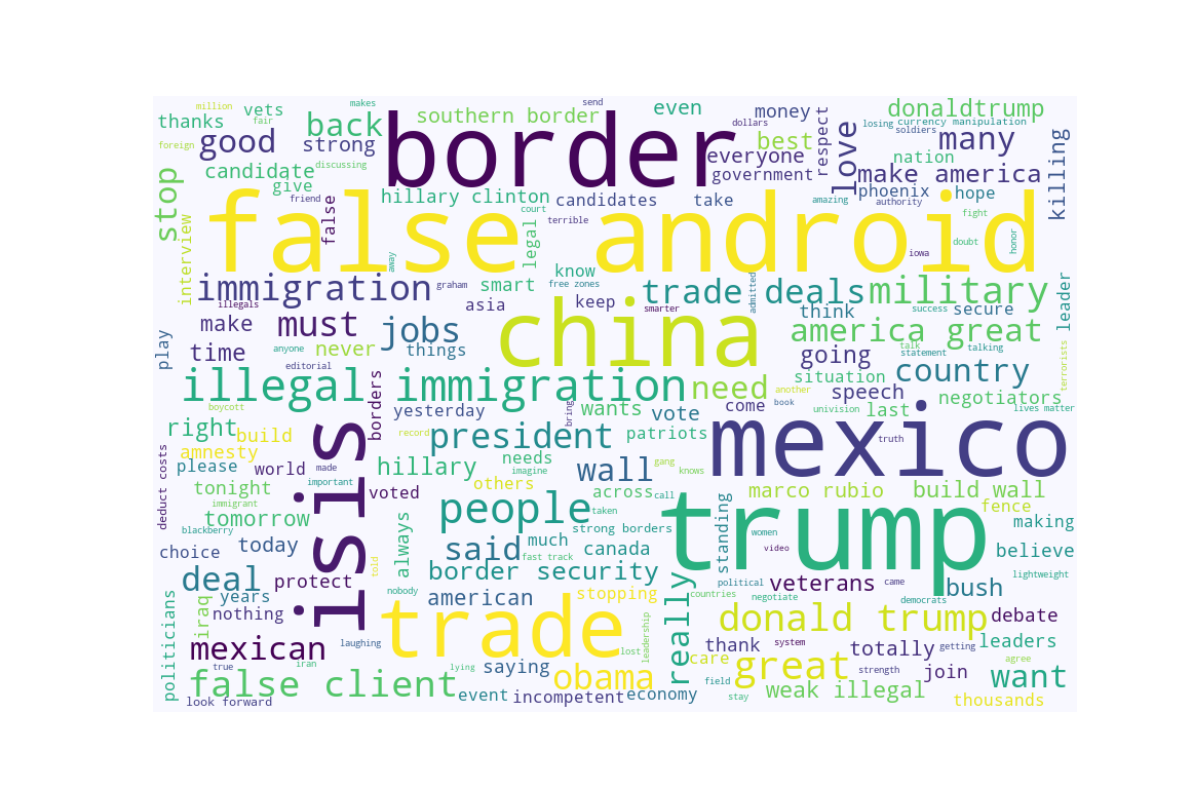 million
makes
send
thanks
vets
back
southern border
border
even
money
dollars
respect
donaldtrump
losing
currency manipulation
soldiers
many
foreign
fair
good
strong
discussing
best
everyone
government
love
nation
make america
killing
stop
candidate
give
friend
false
hillary clinton
court
candidates
terrible
take
phoenix
amazing
authority
hope
fight
interview
false android
away
legal
iowa
doubt
honor
immigration
illegals
graham
smart
know
free zones
asia
keep
smarter
trade deals
admitted
military
think
success
secure
leader
play
make
must
jobs
china
america great
time
anyone
never
things
going
talk
statement
talking
terrorists
editorial
illegal immigration
need
situation
country
another
speech
negotiators
boycott
borders
yesterday
record
bring
wants
vote
come
book
univision
last
lives matter
right
build
isis
president
patriots
mexico
truth
amnesty
please
world
made
hillary
needs
imagine
wall
gang
knows
deduct costs
tonight
important
immigrant
voted
others
across
call
marco rubio
build wall
fence
tomorrow
people
taken
trump
standing
making
blackberry
always
strong borders
women
choice
today
said
much
fast track
canada
video
believe
deal
protect
told
nobody
border security
really
political
veterans
came
bush
lightweight
politicians
years
iraq
nothing
american
trade
stopping
countries
negotiate
democrats
donald trump
debate
mexican
laughing
lost
leadership
thank
system
totally
getting
leaders
agree
true
iran
lying
saying
obama
care
great
strength
join
want
false client
look forward
event
incompetent
economy
field
stay
weak illegal
thousands